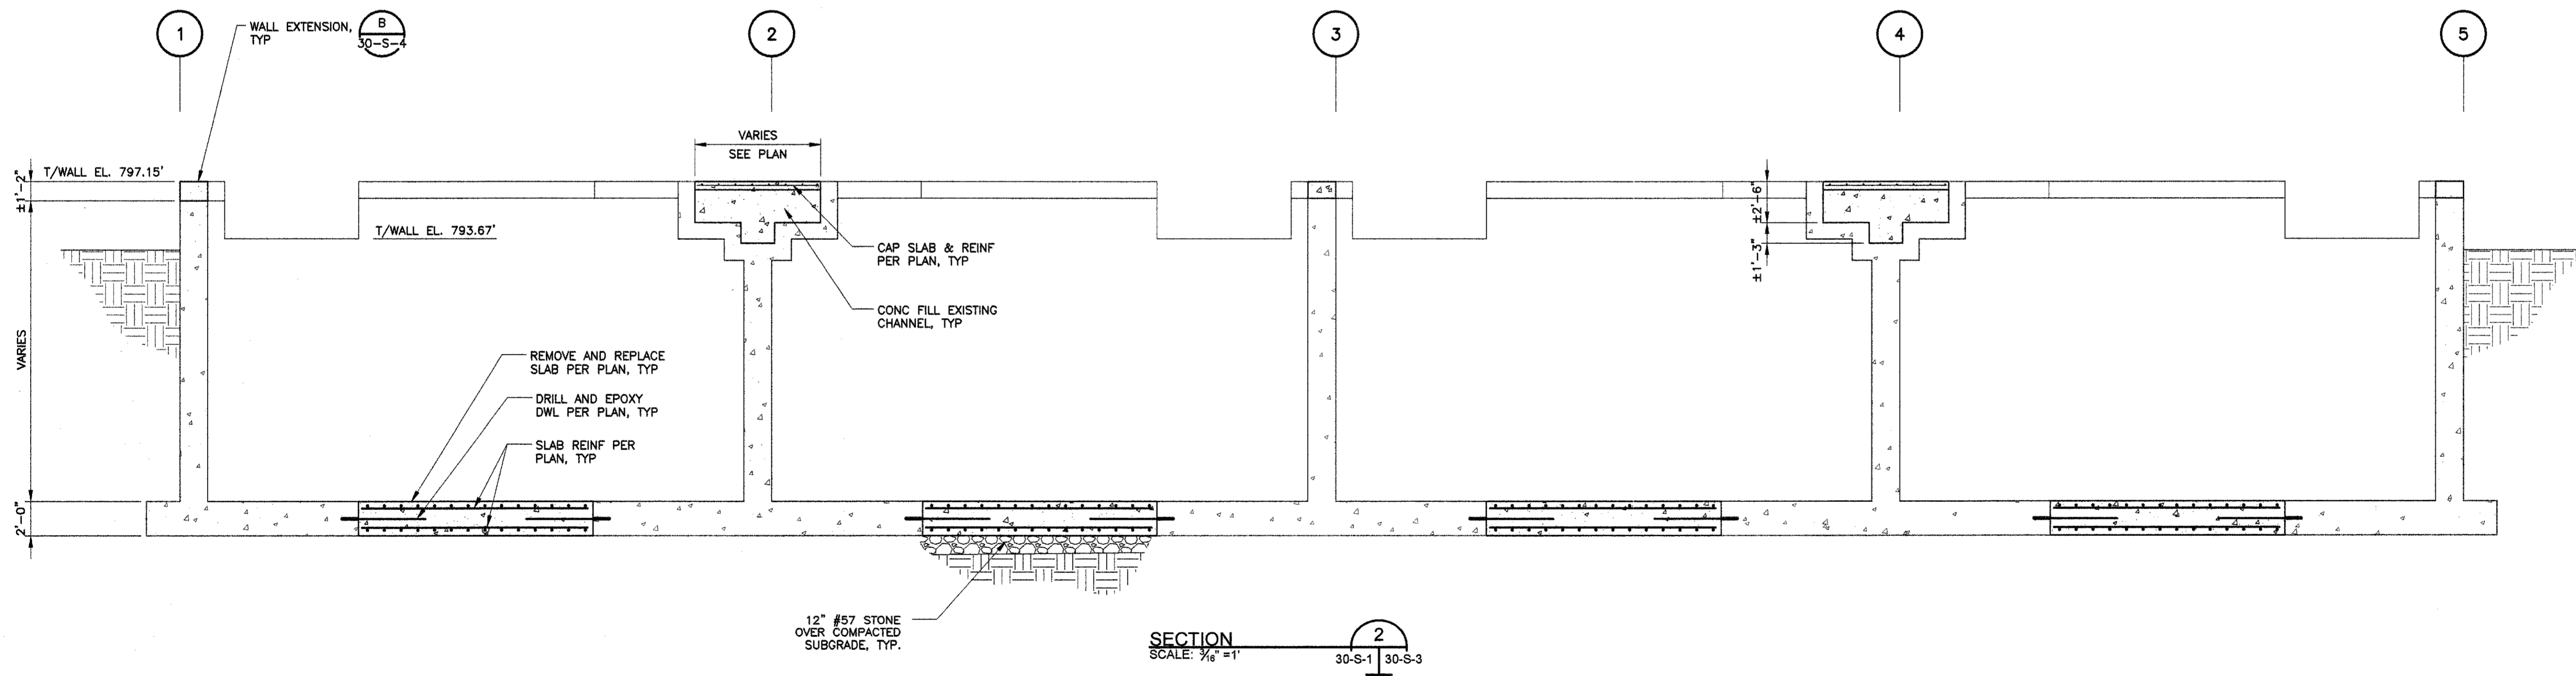 1
WALL EXTENSION,
TYP
B
30-S-4
2
3
4
5
VARIES
SEE PLAN
±1'-2"
T/WALL EL. 797.15'
T/WALL EL. 793.67'
±2'-6"
±1'-3"
CAP SLAB & REINF
PER PLAN, TYP
CONC FILL EXISTING
CHANNEL, TYP
VARIES
REMOVE AND REPLACE
SLAB PER PLAN, TYP
DRILL AND EPOXY
DWL PER PLAN, TYP
SLAB REINF PER
PLAN, TYP
2'-0"
12" #57 STONE
OVER COMPACTED
SUBGRADE, TYP.
SECTION
SCALE: 3/16" =1'
2
30-S-1 30-S-3